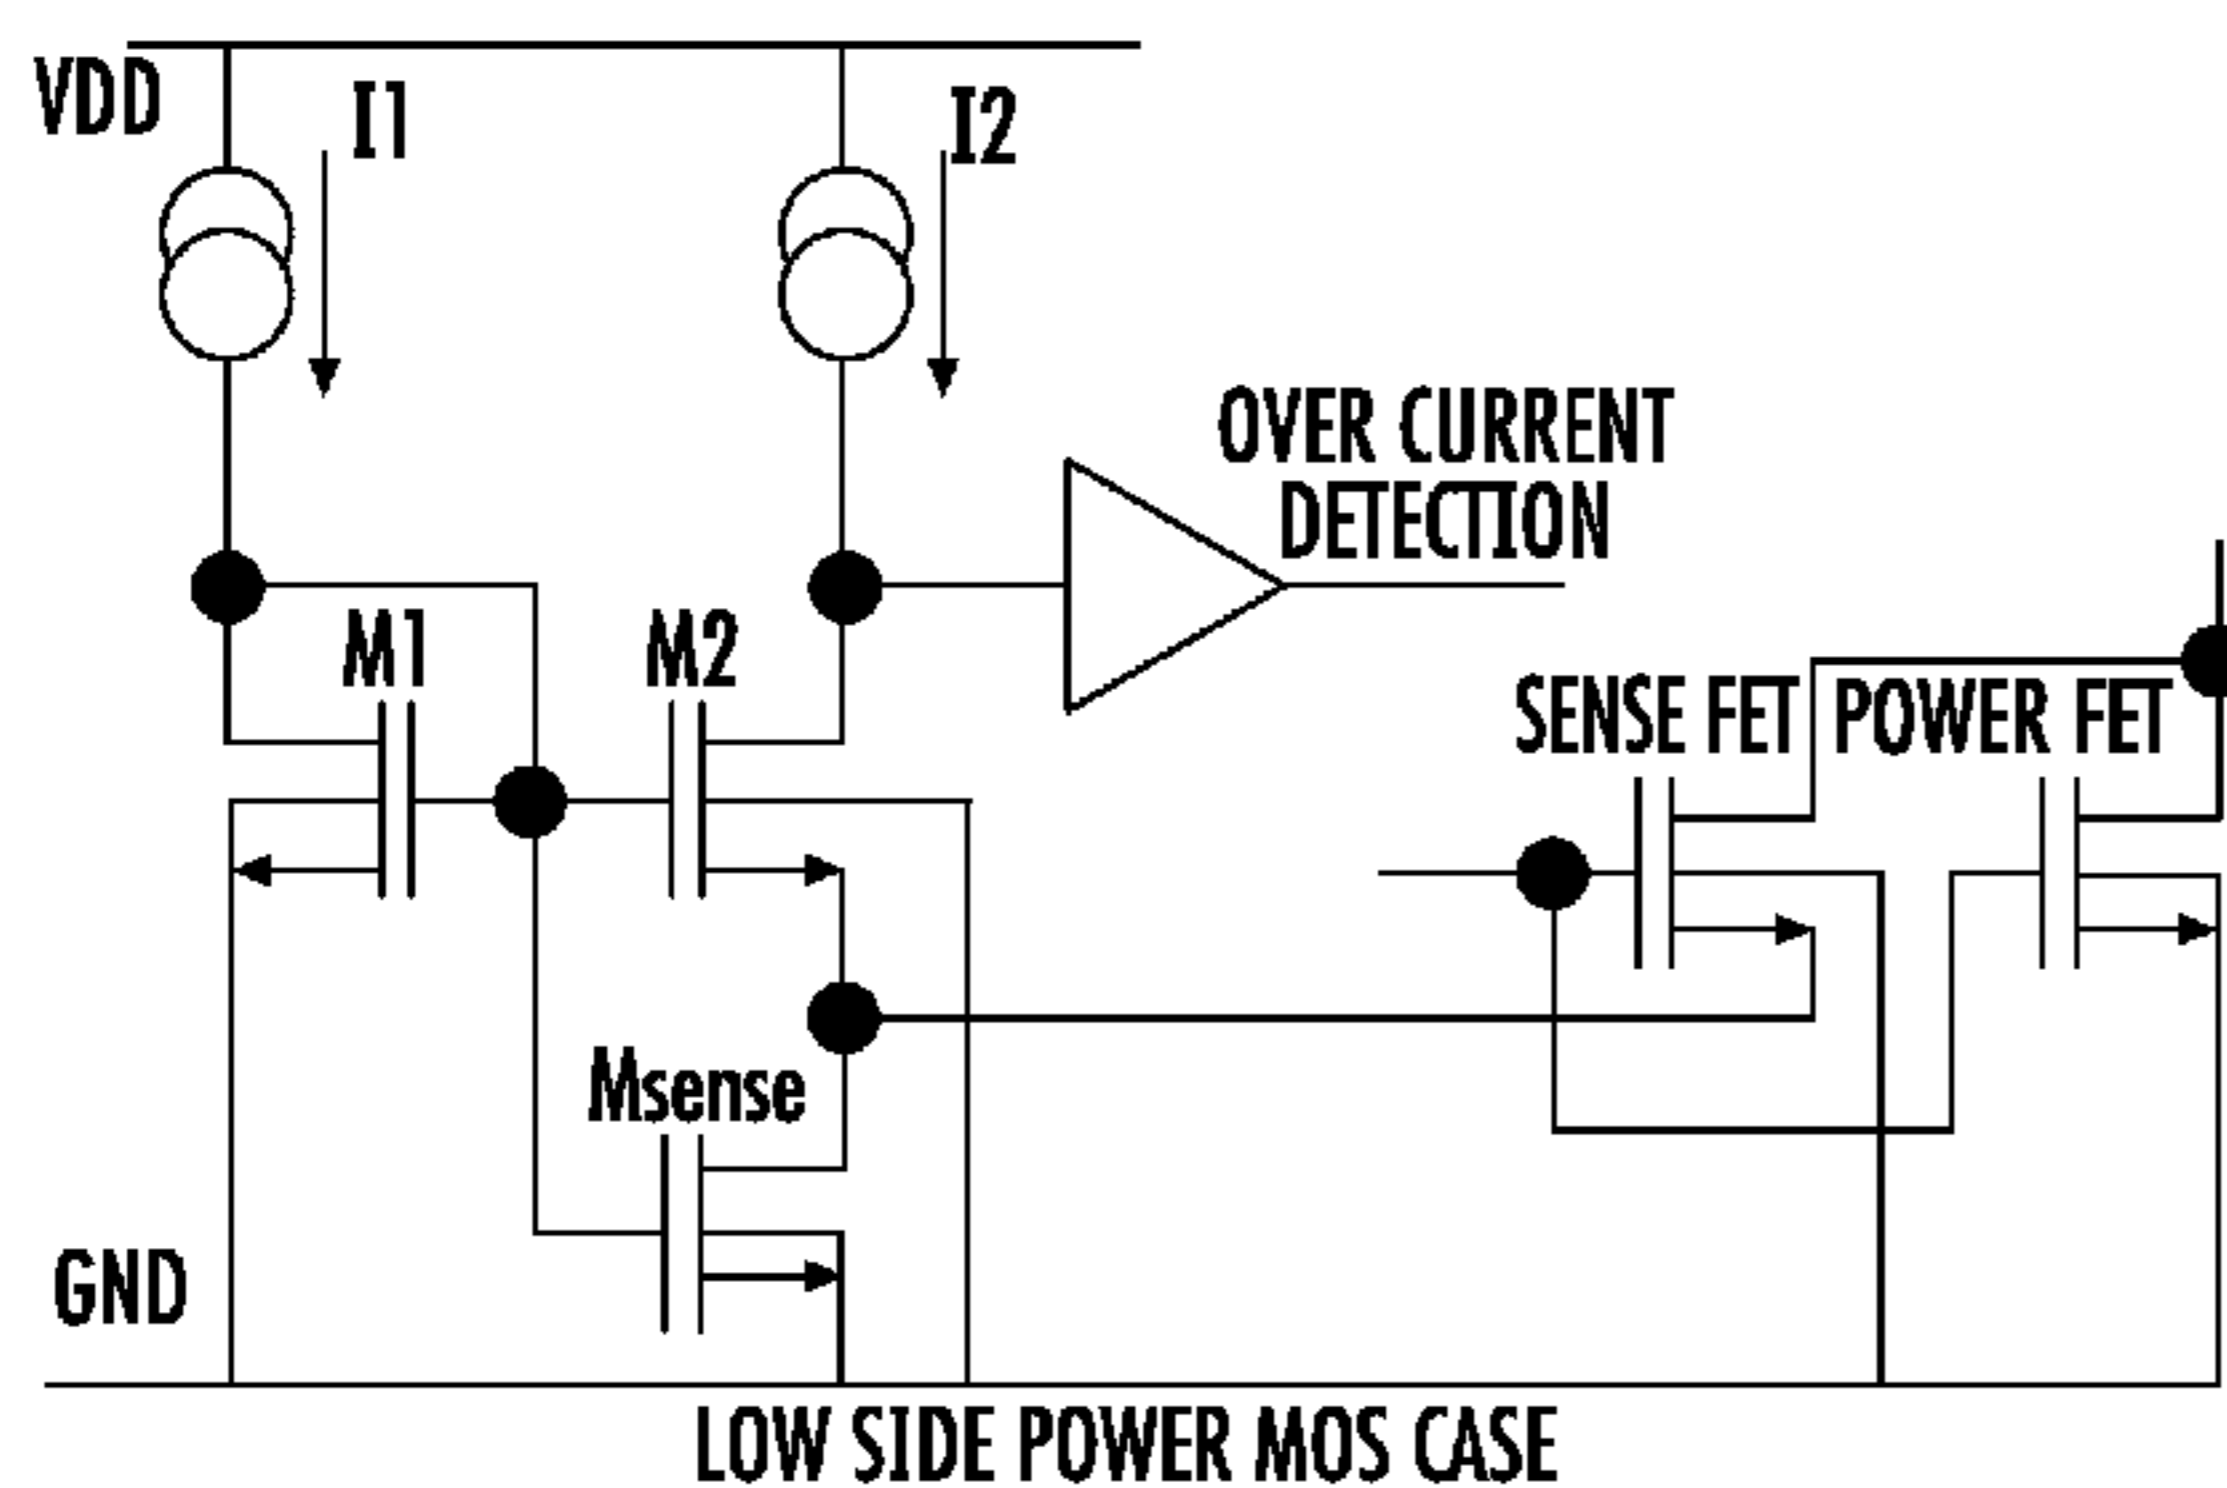 VDD
I1
I2
OVER CURRENT
DETECTION
M1
M2
SENSE FET
POWER FET
Msense
GND
LOW SIDE POWER MOS CASE